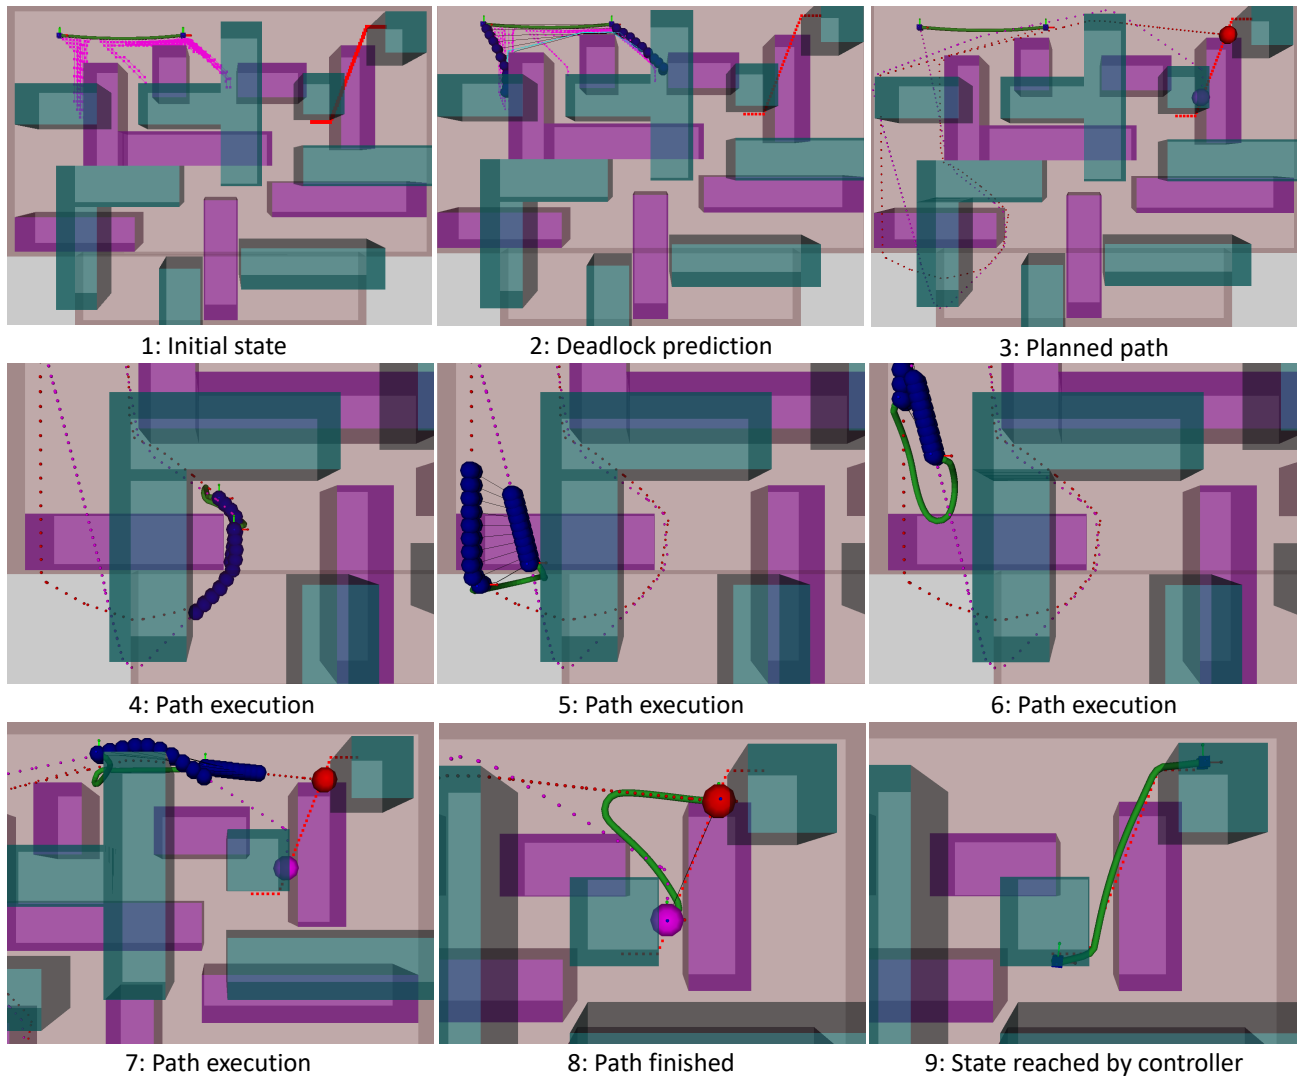 1: Initial state
2: Deadlock prediction
3: Planned path
4: Path execution
5: Path execution
6: Path execution
7: Path execution
8: Path finished
9: State reached by controller